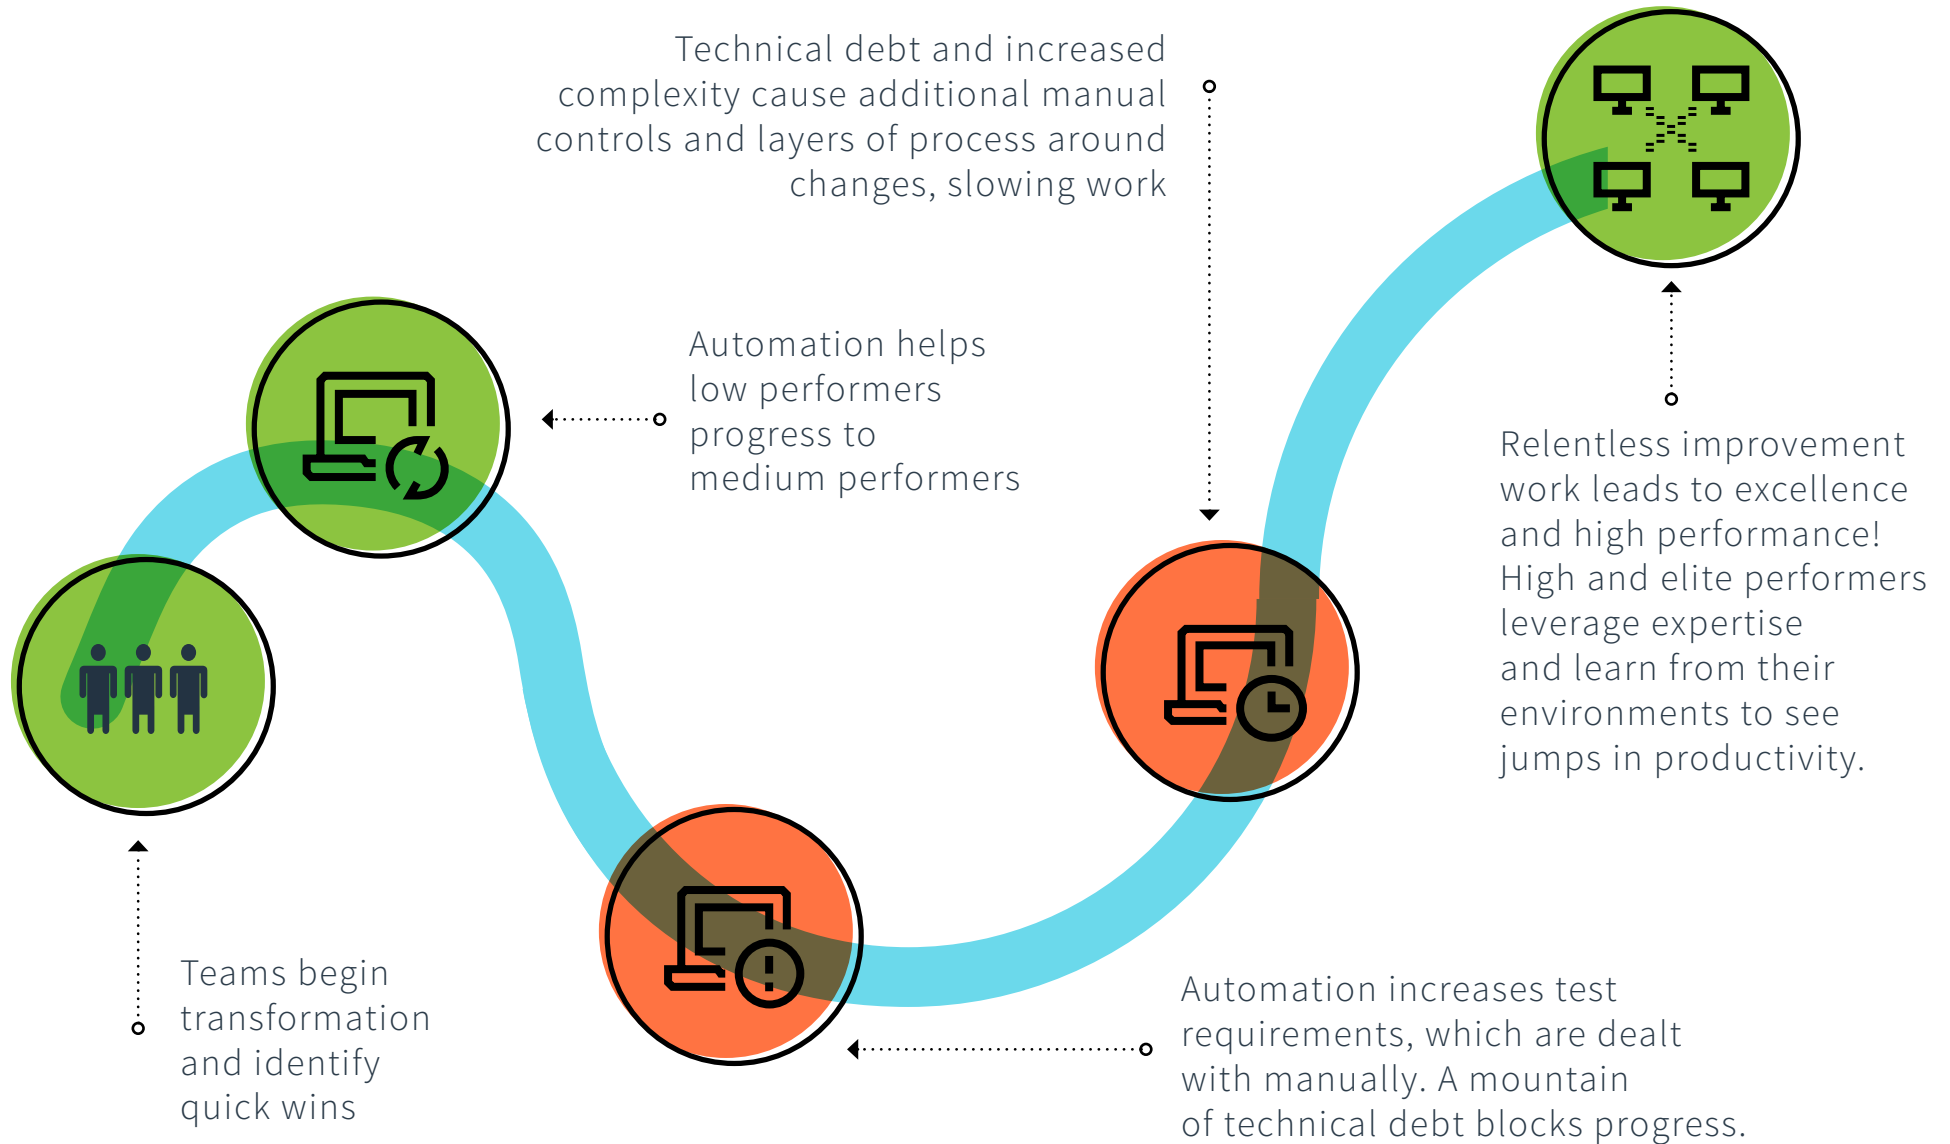 Technical debt and increased
complexity cause additional manual
controls and layers of process around
changes, slowing work
Automation helps
low performers
progress to
medium performers
Relentless improvement
work leads to excellence
and high performance!
High and elite performers
leverage expertise
and learn from their
environments to see
jumps in productivity.
Teams begin
transformation
and identify
quick wins
Automation increases test
requirements, which are dealt
with manually. A mountain
of technical debt blocks progress.